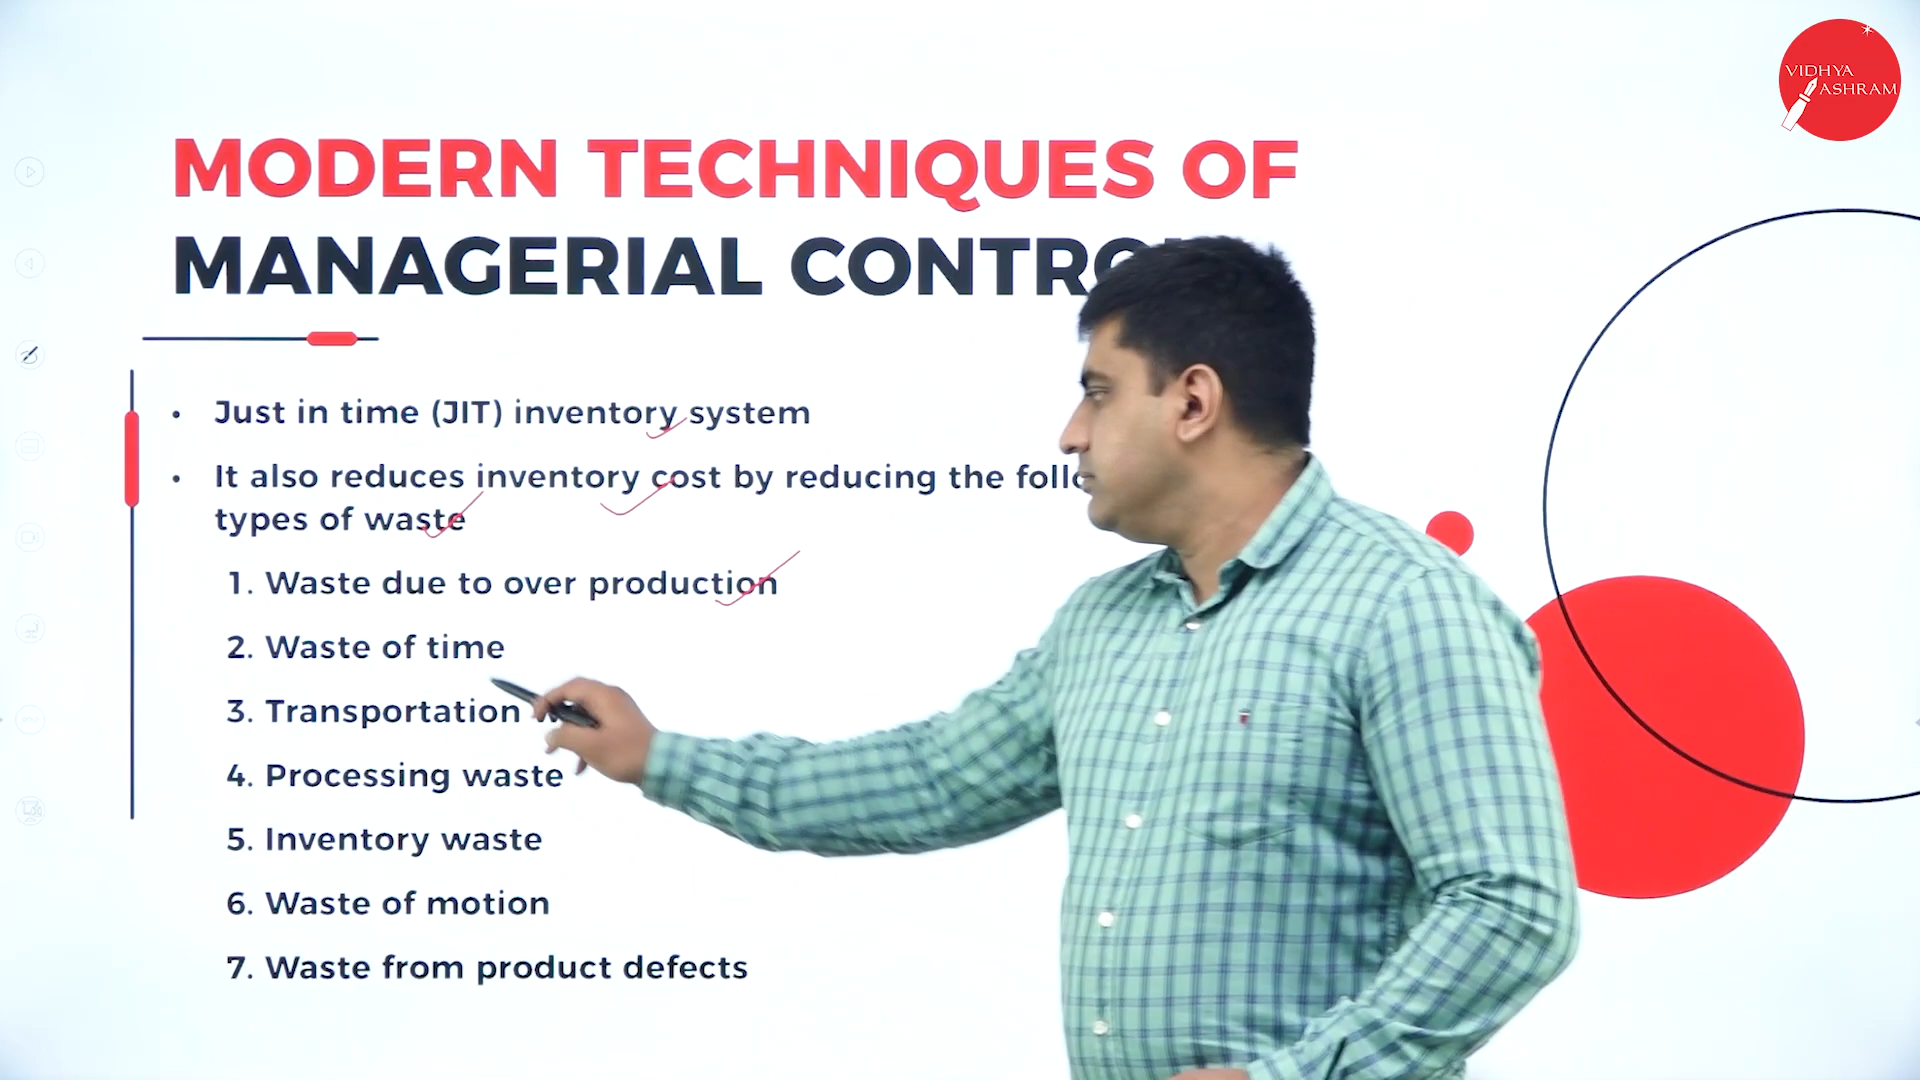 VIDHYA
ASHRAM
MODERN TECHNIQUES OF
MANAGERIAL
• Just in time (JIT) inventory system
• It also reduces inventory cost by reducing the
types of waste
1. Waste due to over production
2. Waste of time
3. Transportation
4. Processing waste
5. Inventory waste
6. Waste of motion
7. Waste from product defects